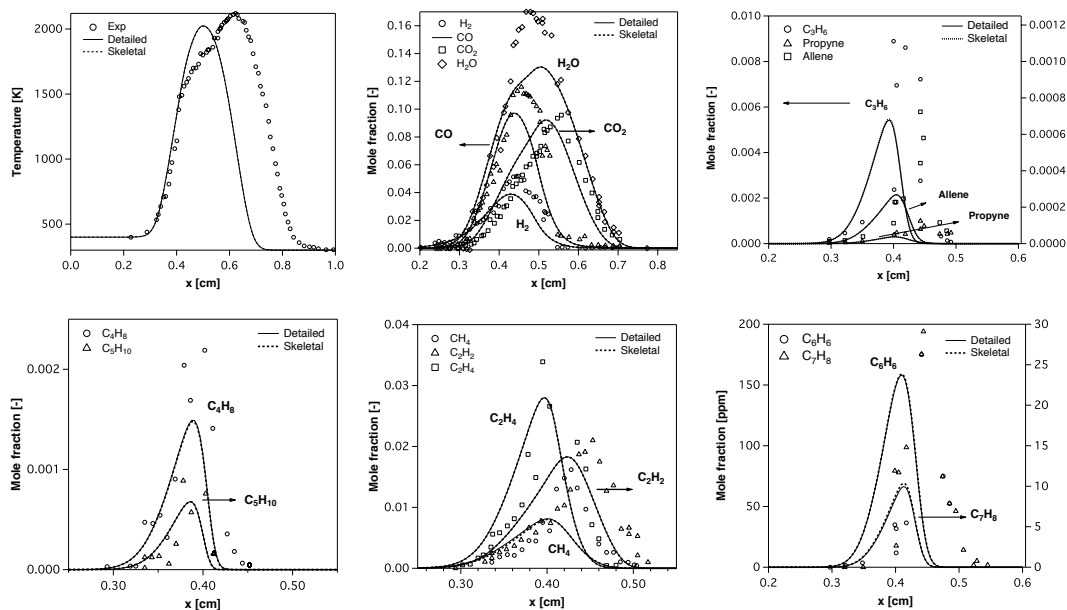 2000
1500
1000
500
Temperature [K]
0.0
0.2
0.4
0.6
0.8
1.0
x [cm]
Exp
Detailed
Skeletal
0.16
0.14
0.12
0.10
0.08
0.06
0.04
0.02
0.00
Mole fraction [-]
0.2
0.3
0.4
0.5
0.6
0.7
0.8
x [cm]
H₂
CO
CO₂
H₂O
Detailed
Skeletal
H₂O
CO
CO₂
H₂
0.010
0.008
0.006
0.004
0.002
0.000
Mole fraction [-]
0.0012
0.0010
0.0008
0.0006
0.0004
0.0002
0.0000
0.2
0.3
0.4
0.5
0.6
x [cm]
C₃H₆
Propyne
Allene
Detailed
Skeletal
C₃H₆
Allene
Propyne
0.002
0.001
0.000
Mole fraction [-]
0.30
0.40
0.50
x [cm]
C₄H₈
C₅H₁₀
Detailed
Skeletal
C₄H₈
C₅H₁₀
0.04
0.03
0.02
0.01
0.00
Mole fraction [-]
0.30
0.40
0.50
x [cm]
CH₄
C₂H₂
C₂H₄
Detailed
Skeletal
C₂H₄
C₂H₂
CH₄
200
150
100
50
0
Mole fraction [ppm]
30
25
20
15
10
5
0
0.2
0.3
0.4
0.5
0.6
x [cm]
C₆H₆
C₇H₈
Detailed
Skeletal
C₆H₆
C₇H₈